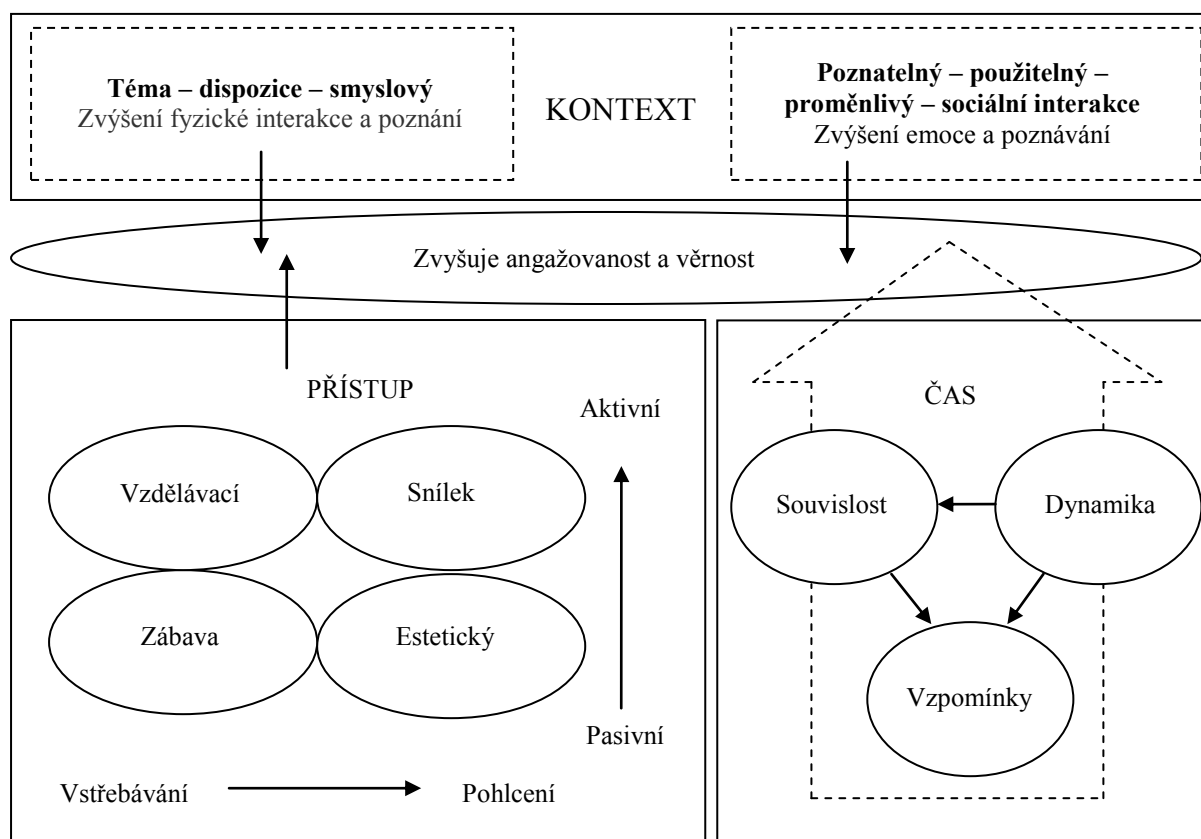 Téma – dispozice – smyslový
Zvýšení fyzické interakce a poznání
KONTEXT
Poznatelný – použitelný –
proměnlivý – sociální interakce
Zvýšení emoce a poznávání
Zvyšuje angažovanost a věrnost
PŘÍSTUP
Aktivní
Vzdělávací
Snílek
Zábava
Estetický
Pasivní
Vstřebávání
Pohlcení
ČAS
Souvislost
Dynamika
Vzpomínky